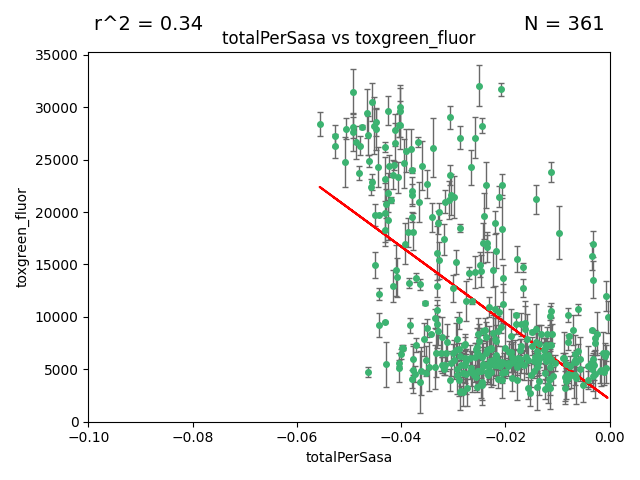 r^2 = 0.34
N = 361
totalPerSasa vs toxgreen_fluor
35000
30000
25000
20000
15000
10000
5000
0
toxgreen_fluor
−0.10
−0.08
−0.06
−0.04
−0.02
0.00
totalPerSasa